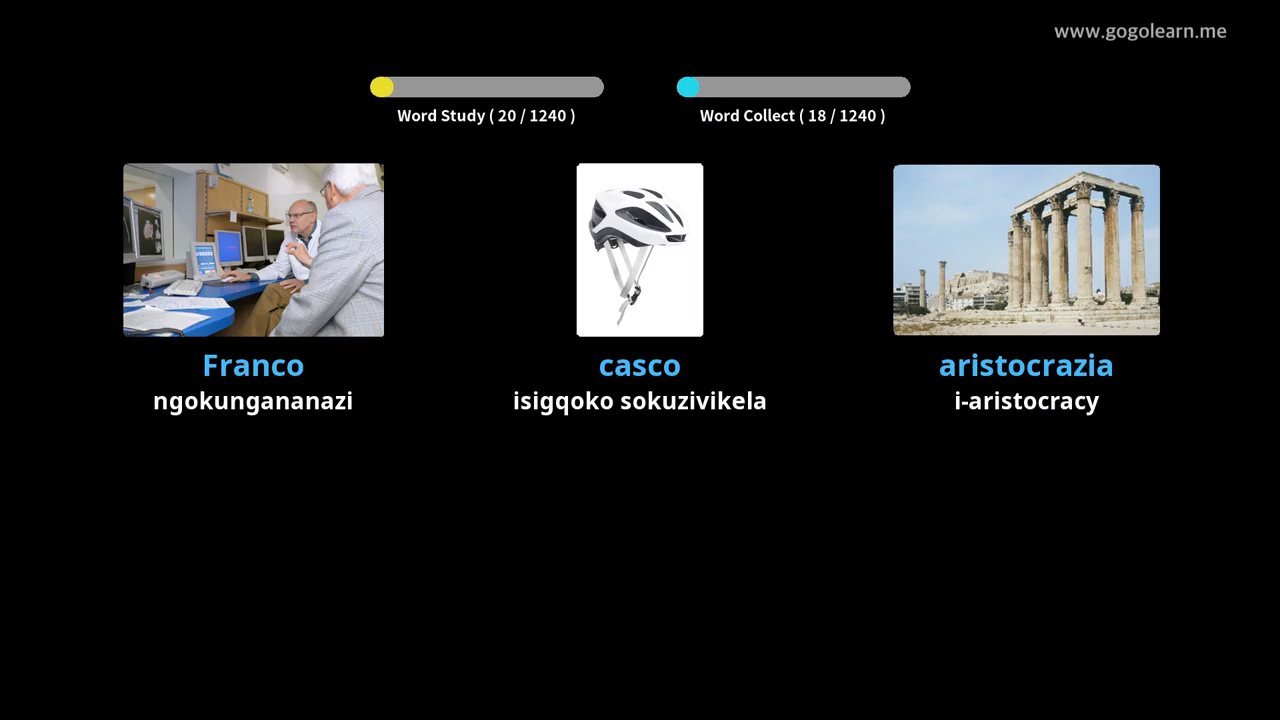 www.gogolearn.me
Word Study ( 20 / 1240 )
Word Collect ( 18 / 1240 )
Franco
ngokungananazi
casco
isigqoko sokuzivikela
aristocrazia
i-aristocracy